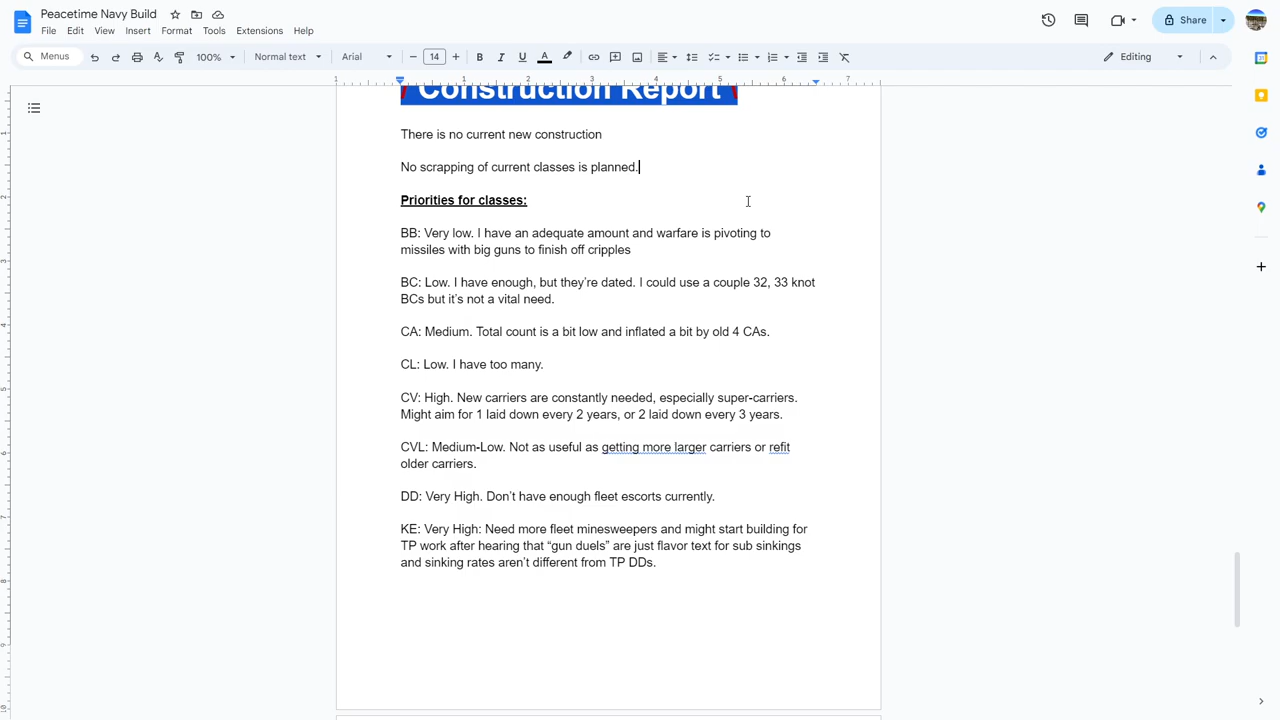 Peacetime Navy Build
File Edit View Insert Format Tools Extensions Help
Share
Menus 100% Normal text Arial 14 B I U A Editing
1 1 2 3 4 5 6 7
Construction Report
There is no current new construction
No scrapping of current classes is planned.
Priorities for classes:
BB: Very low. I have an adequate amount and warfare is pivoting to
missiles with big guns to finish off cripples
BC: Low. I have enough, but they’re dated. I could use a couple 32, 33 knot
BCs but it’s not a vital need.
CA: Medium. Total count is a bit low and inflated a bit by old 4 CAs.
CL: Low. I have too many.
CV: High. New carriers are constantly needed, especially super-carriers.
Might aim for 1 laid down every 2 years, or 2 laid down every 3 years.
CVL: Medium-Low. Not as useful as getting more larger carriers or refit
older carriers.
DD: Very High. Don’t have enough fleet escorts currently.
KE: Very High: Need more fleet minesweepers and might start building for
TP work after hearing that “gun duels” are just flavor text for sub sinkings
and sinking rates aren’t different from TP DDs.